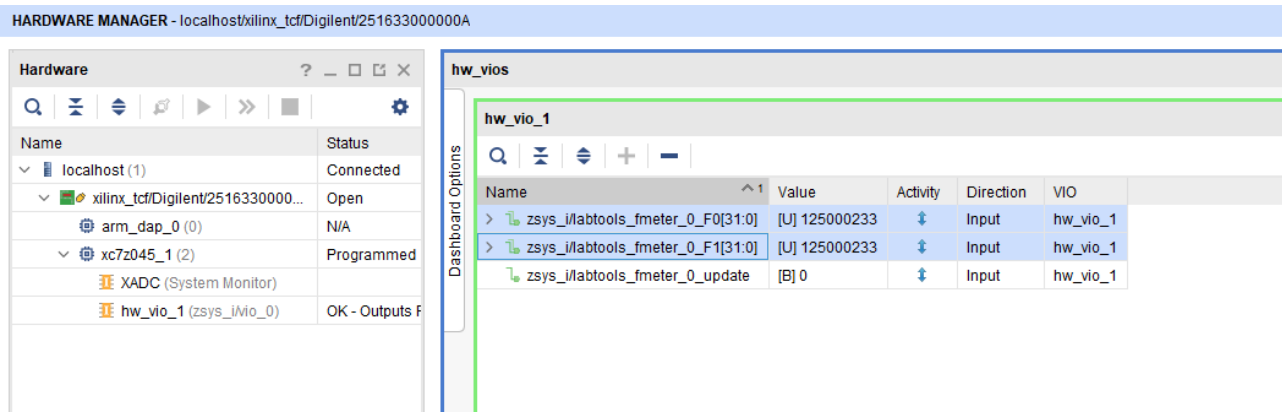 HARDWARE MANAGER - localhost/xilinx_tcf/Digilent/251633000000A
Hardware
?
Name Status
localhost (1) Connected
xilinx_tcf/Digilent/2516330000... Open
arm_dap_0 (0) N/A
xc7z045_1 (2) Programmed
XADC (System Monitor)
hw_vio_1 (zsys_i/vio_0) OK - Outputs F
hw_vios
Dashboard Options
hw_vio_1
Name 1 Value Activity Direction VIO
zsys_i/labtools_fmeter_0_F0[31:0] [U] 125000233 Input hw_vio_1
zsys_i/labtools_fmeter_0_F1[31:0] [U] 125000233 Input hw_vio_1
zsys_i/labtools_fmeter_0_update [B] 0 Input hw_vio_1